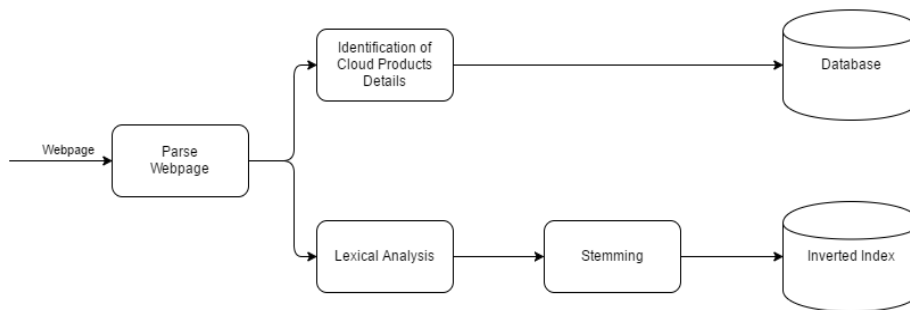 Identification of
Cloud Products
Details
Database
Webpage
Parse
Webpage
Lexical Analysis
Stemming
Inverted Index